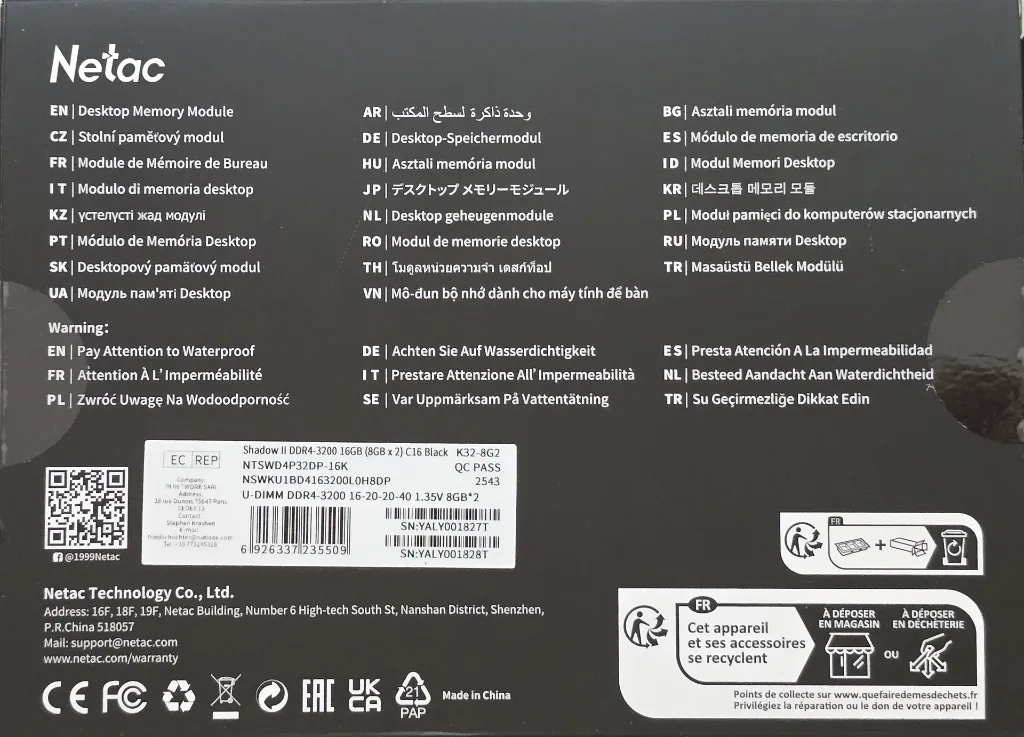 Netac
EN | Desktop Memory Module
CZ | Stolní paměťový modul
FR | Module de Mémoire de Bureau
IT | Modulo di memoria desktop
KZ | үстелүсті жад модулі
PT | Módulo de Memória Desktop
SK | Desktopový pamäťový modul
UA | Модуль пам'яті Desktop
AR | وحدة ذاكرة لسطح المكتب
DE | Desktop-Speichermodul
HU | Asztali memória modul
JP | デスクトップ メモリーモジュール
NL | Desktop geheugenmodule
RO | Modul de memorie desktop
TH | โมดูลหน่วยความจำ เดสก์ท็อป
VN | Mô-đun bộ nhớ dành cho máy tính để bàn
BG | Asztali memória modul
ES | Módulo de memoria de escritorio
ID | Modul Memori Desktop
KR | 데스크톱 메모리 모듈
PL | Moduł pamięci do komputerów stacjonarnych
RU | Модуль памяти Desktop
TR | Masaüstü Bellek Modülü
Warning:
EN | Pay Attention to Waterproof
FR | Attention À L' Imperméabilité
PL | Zwróć Uwagę Na Wodoodporność
DE | Achten Sie Auf Wasserdichtigkeit
IT | Prestare Attenzione All' Impermeabilità
SE | Var Uppmärksam På Vattentätning
ES | Presta Atención A La Impermeabilidad
NL | Besteed Aandacht Aan Waterdichtheid
TR | Su Geçirmezliğe Dikkat Edin
@1999Netac
EC REP
Company:
Address:
18 rue Dunois 75647 Paris
CEDEX 13
Contact
Stephen Krashen
E-mail:
Shadow II DDR4-3200 16GB (8GB x 2) C16 Black K32-8G2
NTSWD4P32DP-16K QC PASS
NSWKU1BD4163200L0H8DP 2543
U-DIMM DDR4-3200 16-20-20-40 1.35V 8GB*2
6 926337 235509
SN:YALY001827T
SN:YALY001828T
Netac Technology Co., Ltd.
Address: 16F, 18F, 19F, Netac Building, Number 6 High-tech South St, Nanshan District, Shenzhen,
P.R.China 518057
Mail: support@netac.com
www.netac.com/warranty
CE FC EAC UK CA 21 PAP Made in China
FR
+
FR
Cet appareil
et ses accessoires
se recyclent
À DÉPOSER
EN MAGASIN
OU
À DÉPOSER
EN DÉCHÈTERIE
Points de collecte sur www.quefairedemesdechets.fr
Privilégiez la réparation ou le don de votre appareil !